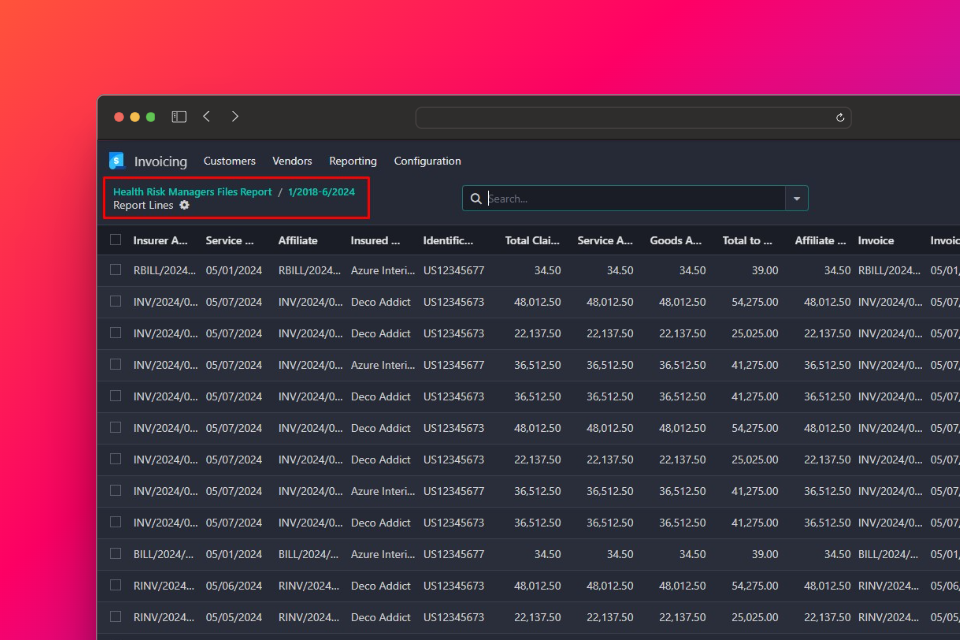 Invoicing Customers Vendors Reporting Configuration
Health Risk Managers Files Report / 1/2018-6/2024
Report Lines
Search...
Insurer A... Service ... Affiliate Insured ... Identific... Total Clai... Service A... Goods A... Total to ... Affiliate ... Invoice Invoic
RBILL/2024... 05/01/2024 RBILL/2024... Azure Interi... US12345677 34.50 34.50 34.50 39.00 34.50 RBILL/2024... 05/01/
INV/2024/0... 05/07/2024 INV/2024/0... Deco Addict US12345673 48,012.50 48,012.50 48,012.50 54,275.00 48,012.50 INV/2024/0... 05/07/
INV/2024/0... 05/07/2024 INV/2024/0... Deco Addict US12345673 22,137.50 22,137.50 22,137.50 25,025.00 22,137.50 INV/2024/0... 05/07/
INV/2024/0... 05/07/2024 INV/2024/0... Azure Interi... US12345677 36,512.50 36,512.50 36,512.50 41,275.00 36,512.50 INV/2024/0... 05/07/
INV/2024/0... 05/07/2024 INV/2024/0... Deco Addict US12345673 36,512.50 36,512.50 36,512.50 41,275.00 36,512.50 INV/2024/0... 05/07/
INV/2024/0... 05/07/2024 INV/2024/0... Deco Addict US12345673 48,012.50 48,012.50 48,012.50 54,275.00 48,012.50 INV/2024/0... 05/07/
INV/2024/0... 05/07/2024 INV/2024/0... Deco Addict US12345673 22,137.50 22,137.50 22,137.50 25,025.00 22,137.50 INV/2024/0... 05/07/
INV/2024/0... 05/07/2024 INV/2024/0... Azure Interi... US12345677 36,512.50 36,512.50 36,512.50 41,275.00 36,512.50 INV/2024/0... 05/07/
INV/2024/0... 05/07/2024 INV/2024/0... Deco Addict US12345673 36,512.50 36,512.50 36,512.50 41,275.00 36,512.50 INV/2024/0... 05/07/
BILL/2024/... 05/01/2024 BILL/2024/... Azure Interi... US12345677 34.50 34.50 34.50 39.00 34.50 BILL/2024/... 05/01/
RINV/2024... 05/06/2024 RINV/2024... Deco Addict US12345673 48,012.50 48,012.50 48,012.50 54,275.00 48,012.50 RINV/2024... 05/06/
RINV/2024... 05/05/2024 RINV/2024... Deco Addict US12345673 22,137.50 22,137.50 22,137.50 25,025.00 22,137.50 RINV/2024... 05/05/